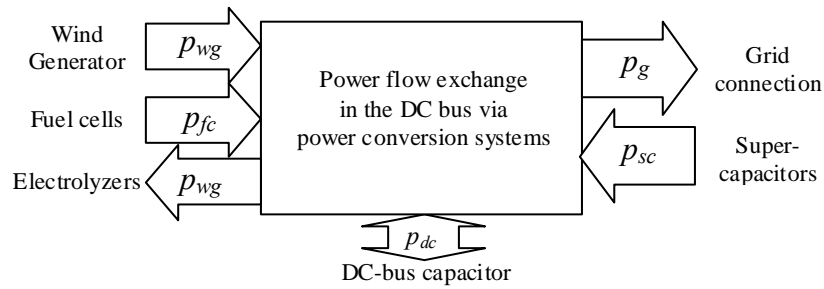 Wind
Generator
p_wg
Fuel cells
p_fc
Electrolyzers
p_wg
Power flow exchange
in the DC bus via
power conversion systems
p_g
Grid
connection
p_sc
Super-
capacitors
p_dc
DC-bus capacitor